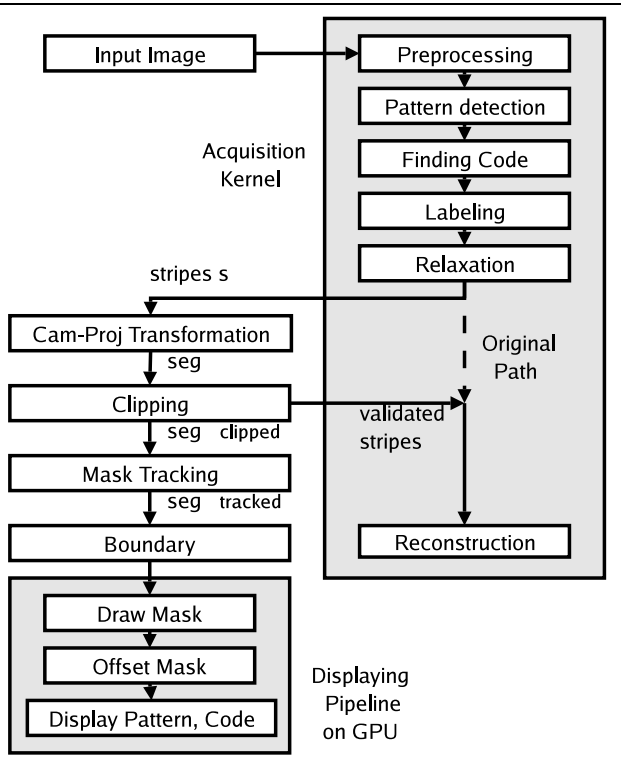 Input Image
Preprocessing
Pattern detection
Acquisition
Kernel
Finding Code
Labeling
Relaxation
stripes s
Cam-Proj Transformation
Original
Path
seg
Clipping
validated
stripes
seg clipped
Mask Tracking
seg tracked
Boundary
Reconstruction
Draw Mask
Offset Mask
Display Pattern, Code
Displaying
Pipeline
on GPU